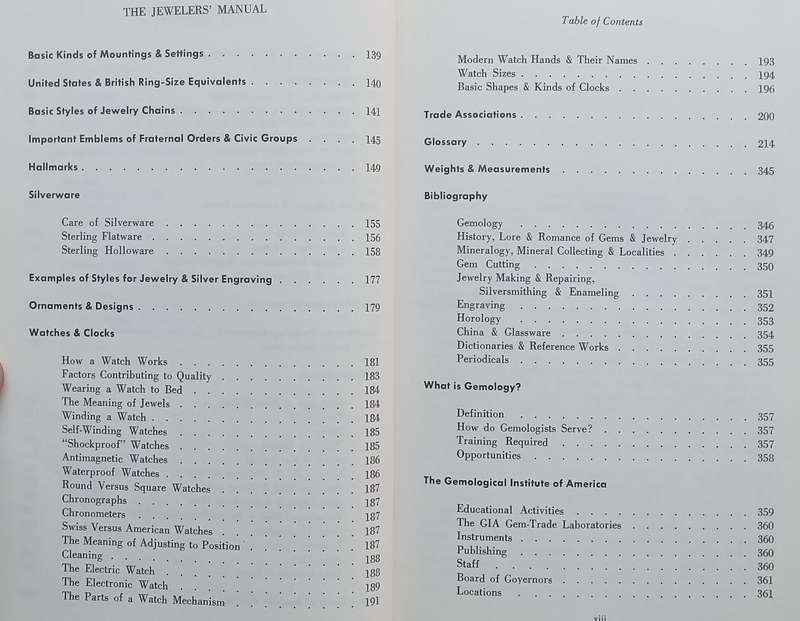 THE JEWELERS' MANUAL
Basic Kinds of Mountings & Settings . . . . . . . . . . . 139
United States & British Ring-Size Equivalents . . . . . . . . 140
Basic Styles of Jewelry Chains . . . . . . . . . . . . . 141
Important Emblems of Fraternal Orders & Civic Groups . . . . 145
Hallmarks . . . . . . . . . . . . . . . . . . . . 149
Silverware
Care of Silverware . . . . . . . . . . . . . . 155
Sterling Flatware . . . . . . . . . . . . . . . 156
Sterling Holloware . . . . . . . . . . . . . . 158
Examples of Styles for Jewelry & Silver Engraving . . . . . . 177
Ornaments & Designs . . . . . . . . . . . . . . . . 179
Watches & Clocks
How a Watch Works . . . . . . . . . . . . . 181
Factors Contributing to Quality . . . . . . . . . . 183
Wearing a Watch to Bed . . . . . . . . . . . . 184
The Meaning of Jewels . . . . . . . . . . . . . 184
Winding a Watch . . . . . . . . . . . . . . . 184
Self-Winding Watches . . . . . . . . . . . . . 185
"Shockproof" Watches . . . . . . . . . . . . . 185
Antimagnetic Watches . . . . . . . . . . . . . 186
Waterproof Watches . . . . . . . . . . . . . . 186
Round Versus Square Watches . . . . . . . . . . 187
Chronographs . . . . . . . . . . . . . . . . 187
Chronometers . . . . . . . . . . . . . . . . 187
Swiss Versus American Watches . . . . . . . . . . 187
The Meaning of Adjusting to Position . . . . . . . . 187
Cleaning . . . . . . . . . . . . . . . . . . 188
The Electric Watch . . . . . . . . . . . . . . 188
The Electronic Watch . . . . . . . . . . . . . 189
The Parts of a Watch Mechanism . . . . . . . . . 191
Table of Contents
Modern Watch Hands & Their Names . . . . . . . . 193
Watch Sizes . . . . . . . . . . . . . . . . . 194
Basic Shapes & Kinds of Clocks . . . . . . . . . . 196
Trade Associations . . . . . . . . . . . . . . . . . 200
Glossary . . . . . . . . . . . . . . . . . . . . 214
Weights & Measurements . . . . . . . . . . . . . . 345
Bibliography
Gemology . . . . . . . . . . . . . . . . . 346
History, Lore & Romance of Gems & Jewelry . . . . . 347
Mineralogy, Mineral Collecting & Localities . . . . . . 349
Gem Cutting . . . . . . . . . . . . . . . . 350
Jewelry Making & Repairing,
Silversmithing & Enameling . . . . . . . . . 351
Engraving . . . . . . . . . . . . . . . . . 352
Horology . . . . . . . . . . . . . . . . . 353
China & Glassware . . . . . . . . . . . . . . 354
Dictionaries & Reference Works . . . . . . . . . . 355
Periodicals . . . . . . . . . . . . . . . . . 355
What is Gemology?
Definition . . . . . . . . . . . . . . . . . 357
How do Gemologists Serve? . . . . . . . . . . . 357
Training Required . . . . . . . . . . . . . . 357
Opportunities . . . . . . . . . . . . . . . . 358
The Gemological Institute of America
Educational Activities . . . . . . . . . . . . . 359
The GIA Gem-Trade Laboratories . . . . . . . . . 360
Instruments . . . . . . . . . . . . . . . . . 360
Publishing . . . . . . . . . . . . . . . . . 360
Staff . . . . . . . . . . . . . . . . . . . 360
Board of Governors . . . . . . . . . . . . . . 361
Locations . . . . . . . . . . . . . . . . . 361
xiii